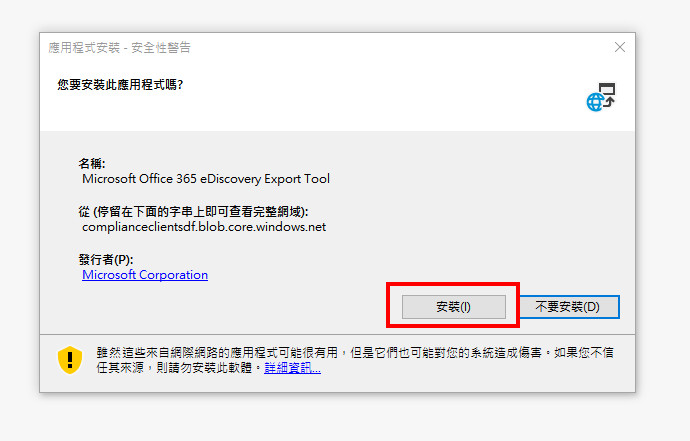 應用程式安裝 - 安全性警告
您要安裝此應用程式嗎?
名稱:
Microsoft Office 365 eDiscovery Export Tool
從 (停留在下面的字串上即可查看完整網域):
complianceclientsdf.blob.core.windows.net
發行者(P):
Microsoft Corporation
安裝(I)
不要安裝(D)
雖然這些來自網際網路的應用程式可能很有用，但是它們也可能對您的系統造成傷害。如果您不信
任其來源，則請勿安裝此軟體。詳細資訊...